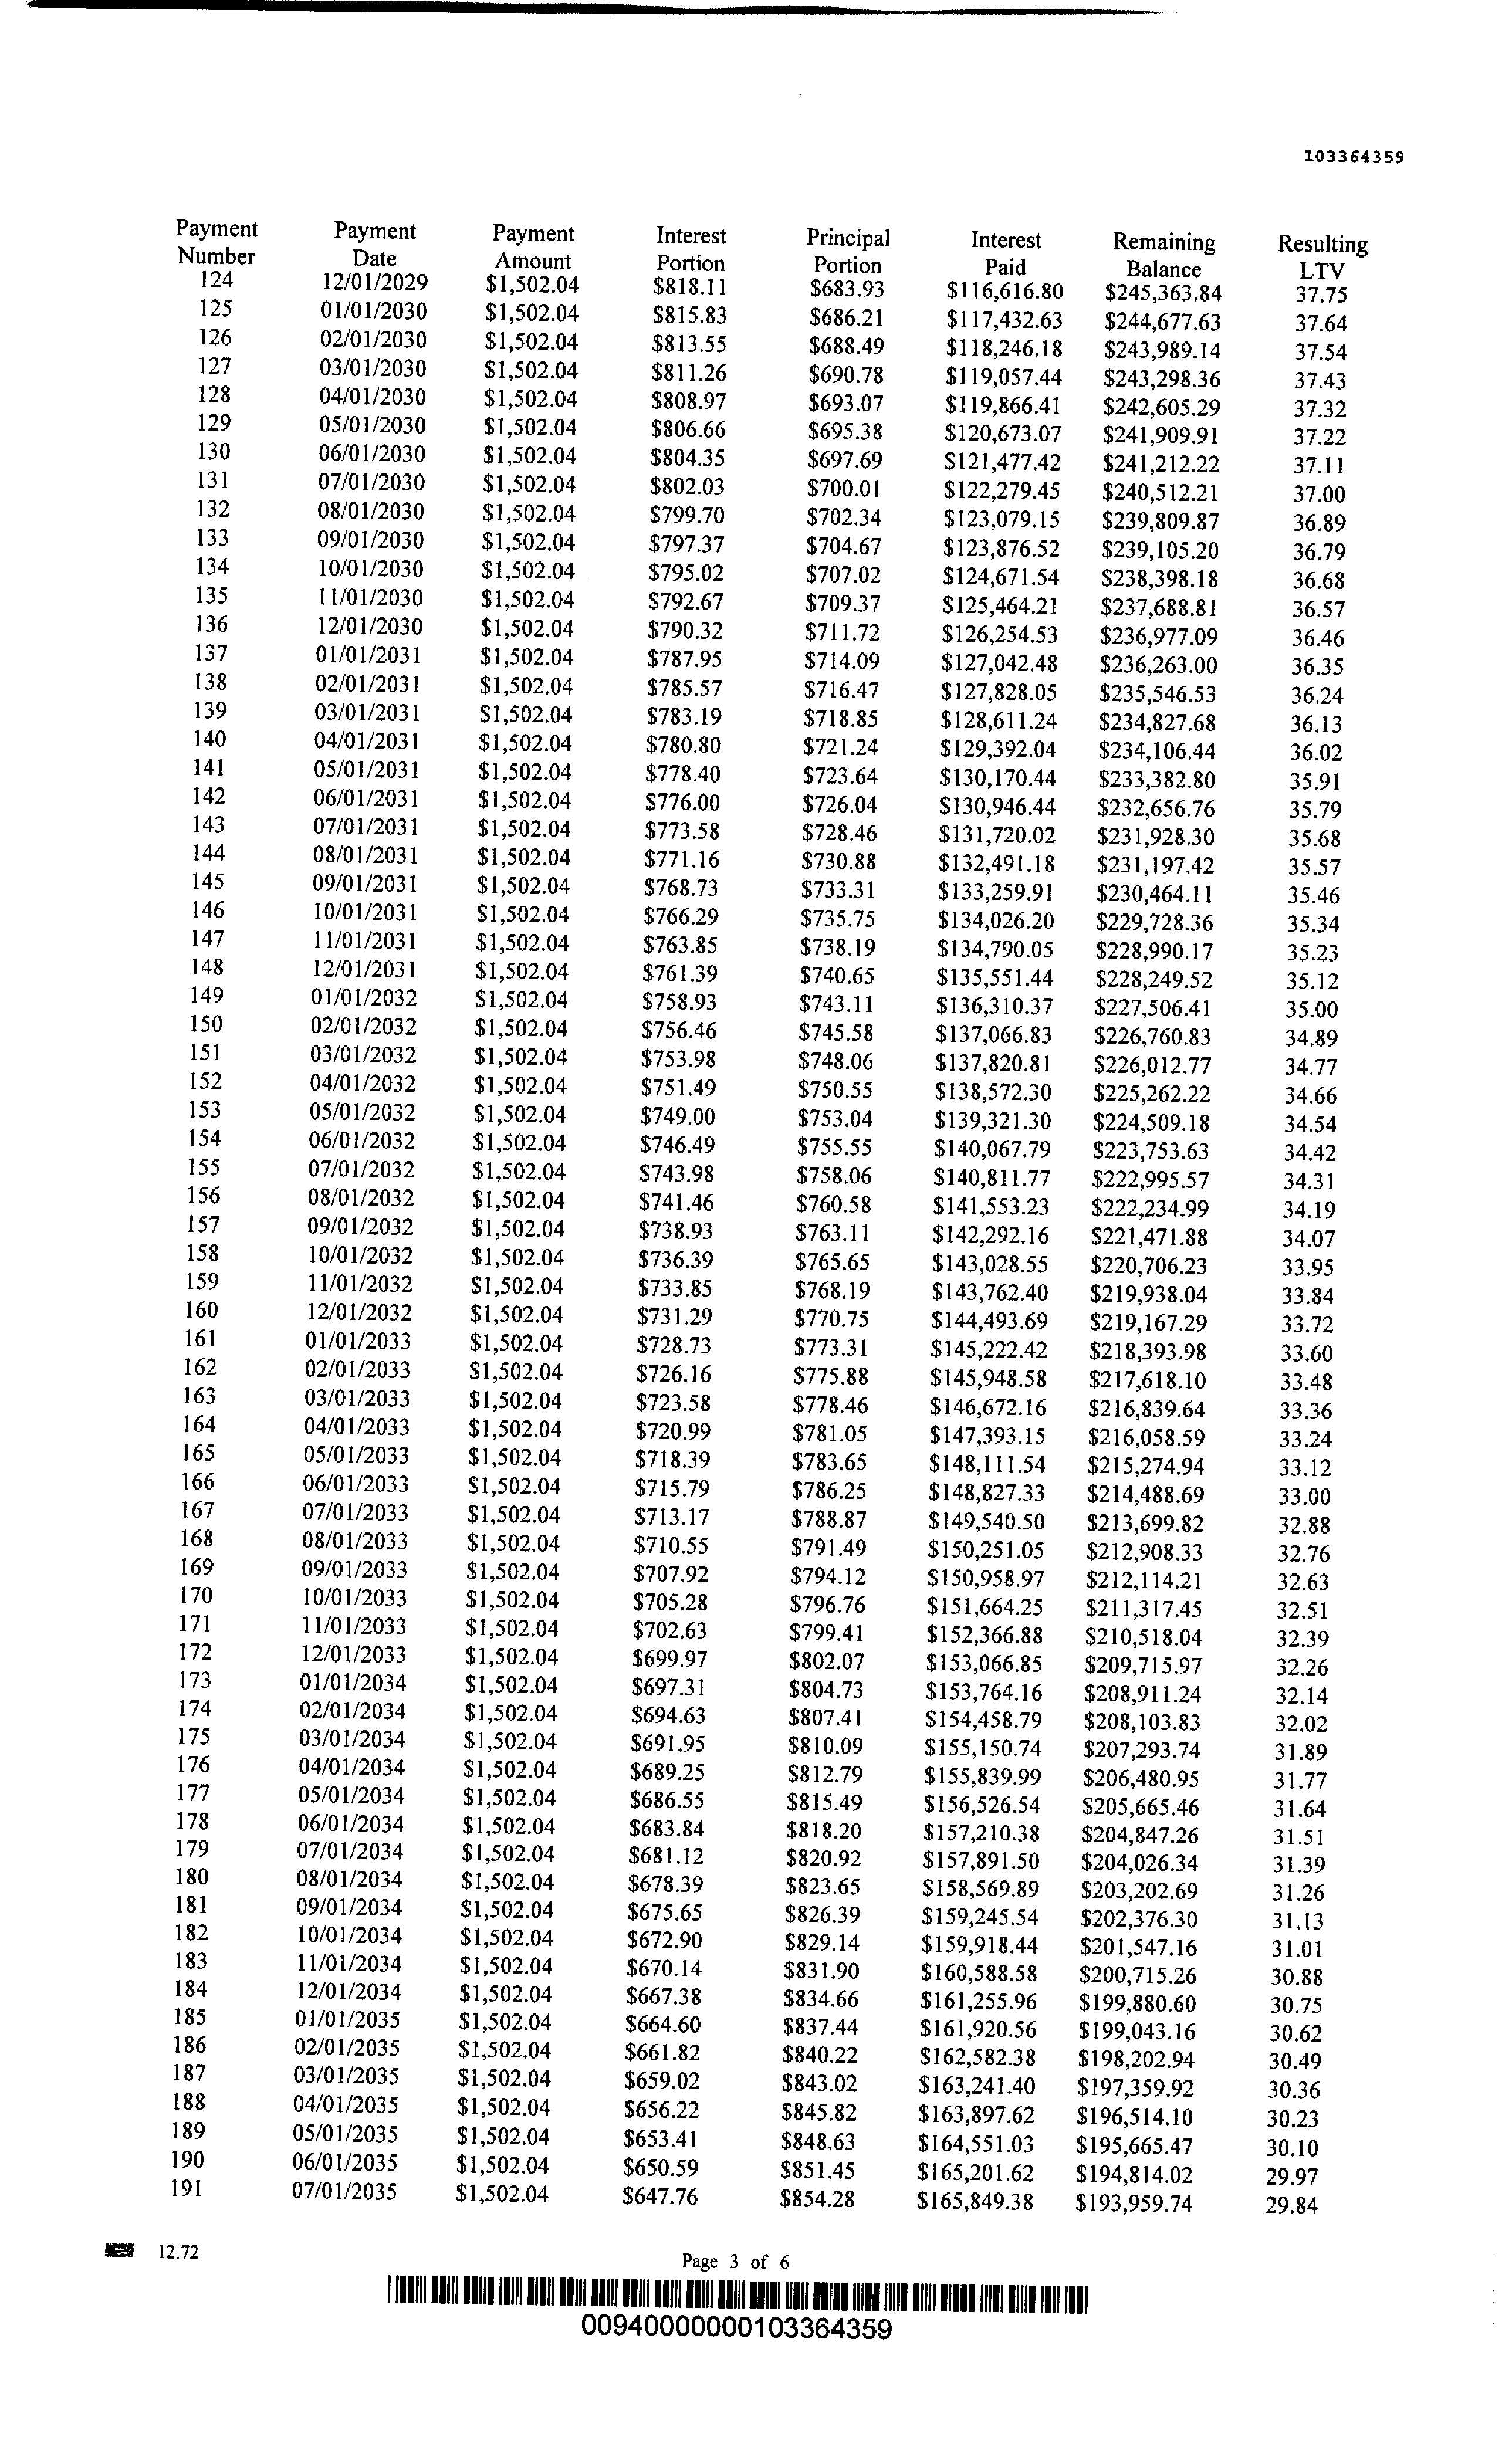 103364359
Payment Payment Payment Interest Principal Interest Remaining Resulting
Number Date Amount Portion Portion Paid Balance LTV
124 12/01/2029 $1,502.04 $818.11 $683.93 $116,616.80 $245,363.84 37.75
125 01/01/2030 $1,502.04 $815.83 $686.21 $117,432.63 $244,677.63 37.64
126 02/01/2030 $1,502.04 $813.55 $688.49 $118,246.18 $243,989.14 37.54
127 03/01/2030 $1,502.04 $811.26 $690.78 $119,057.44 $243,298.36 37.43
128 04/01/2030 $1,502.04 $808.97 $693.07 $119,866.41 $242,605.29 37.32
129 05/01/2030 $1,502.04 $806.66 $695.38 $120,673.07 $241,909.91 37.22
130 06/01/2030 $1,502.04 $804.35 $697.69 $121,477.42 $241,212.22 37.11
131 07/01/2030 $1,502.04 $802.03 $700.01 $122,279.45 $240,512.21 37.00
132 08/01/2030 $1,502.04 $799.70 $702.34 $123,079.15 $239,809.87 36.89
133 09/01/2030 $1,502.04 $797.37 $704.67 $123,876.52 $239,105.20 36.79
134 10/01/2030 $1,502.04 $795.02 $707.02 $124,671.54 $238,398.18 36.68
135 11/01/2030 $1,502.04 $792.67 $709.37 $125,464.21 $237,688.81 36.57
136 12/01/2030 $1,502.04 $790.32 $711.72 $126,254.53 $236,977.09 36.46
137 01/01/2031 $1,502.04 $787.95 $714.09 $127,042.48 $236,263.00 36.35
138 02/01/2031 $1,502.04 $785.57 $716.47 $127,828.05 $235,546.53 36.24
139 03/01/2031 $1,502.04 $783.19 $718.85 $128,611.24 $234,827.68 36.13
140 04/01/2031 $1,502.04 $780.80 $721.24 $129,392.04 $234,106.44 36.02
141 05/01/2031 $1,502.04 $778.40 $723.64 $130,170.44 $233,382.80 35.91
142 06/01/2031 $1,502.04 $776.00 $726.04 $130,946.44 $232,656.76 35.79
143 07/01/2031 $1,502.04 $773.58 $728.46 $131,720.02 $231,928.30 35.68
144 08/01/2031 $1,502.04 $771.16 $730.88 $132,491.18 $231,197.42 35.57
145 09/01/2031 $1,502.04 $768.73 $733.31 $133,259.91 $230,464.11 35.46
146 10/01/2031 $1,502.04 $766.29 $735.75 $134,026.20 $229,728.36 35.34
147 11/01/2031 $1,502.04 $763.85 $738.19 $134,790.05 $228,990.17 35.23
148 12/01/2031 $1,502.04 $761.39 $740.65 $135,551.44 $228,249.52 35.12
149 01/01/2032 $1,502.04 $758.93 $743.11 $136,310.37 $227,506.41 35.00
150 02/01/2032 $1,502.04 $756.46 $745.58 $137,066.83 $226,760.83 34.89
151 03/01/2032 $1,502.04 $753.98 $748.06 $137,820.81 $226,012.77 34.77
152 04/01/2032 $1,502.04 $751.49 $750.55 $138,572.30 $225,262.22 34.66
153 05/01/2032 $1,502.04 $749.00 $753.04 $139,321.30 $224,509.18 34.54
154 06/01/2032 $1,502.04 $746.49 $755.55 $140,067.79 $223,753.63 34.42
155 07/01/2032 $1,502.04 $743.98 $758.06 $140,811.77 $222,995.57 34.31
156 08/01/2032 $1,502.04 $741.46 $760.58 $141,553.23 $222,234.99 34.19
157 09/01/2032 $1,502.04 $738.93 $763.11 $142,292.16 $221,471.88 34.07
158 10/01/2032 $1,502.04 $736.39 $765.65 $143,028.55 $220,706.23 33.95
159 11/01/2032 $1,502.04 $733.85 $768.19 $143,762.40 $219,938.04 33.84
160 12/01/2032 $1,502.04 $731.29 $770.75 $144,493.69 $219,167.29 33.72
161 01/01/2033 $1,502.04 $728.73 $773.31 $145,222.42 $218,393.98 33.60
162 02/01/2033 $1,502.04 $726.16 $775.88 $145,948.58 $217,618.10 33.48
163 03/01/2033 $1,502.04 $723.58 $778.46 $146,672.16 $216,839.64 33.36
164 04/01/2033 $1,502.04 $720.99 $781.05 $147,393.15 $216,058.59 33.24
165 05/01/2033 $1,502.04 $718.39 $783.65 $148,111.54 $215,274.94 33.12
166 06/01/2033 $1,502.04 $715.79 $786.25 $148,827.33 $214,488.69 33.00
167 07/01/2033 $1,502.04 $713.17 $788.87 $149,540.50 $213,699.82 32.88
168 08/01/2033 $1,502.04 $710.55 $791.49 $150,251.05 $212,908.33 32.76
169 09/01/2033 $1,502.04 $707.92 $794.12 $150,958.97 $212,114.21 32.63
170 10/01/2033 $1,502.04 $705.28 $796.76 $151,664.25 $211,317.45 32.51
171 11/01/2033 $1,502.04 $702.63 $799.41 $152,366.88 $210,518.04 32.39
172 12/01/2033 $1,502.04 $699.97 $802.07 $153,066.85 $209,715.97 32.26
173 01/01/2034 $1,502.04 $697.31 $804.73 $153,764.16 $208,911.24 32.14
174 02/01/2034 $1,502.04 $694.63 $807.41 $154,458.79 $208,103.83 32.02
175 03/01/2034 $1,502.04 $691.95 $810.09 $155,150.74 $207,293.74 31.89
176 04/01/2034 $1,502.04 $689.25 $812.79 $155,839.99 $206,480.95 31.77
177 05/01/2034 $1,502.04 $686.55 $815.49 $156,526.54 $205,665.46 31.64
178 06/01/2034 $1,502.04 $683.84 $818.20 $157,210.38 $204,847.26 31.51
179 07/01/2034 $1,502.04 $681.12 $820.92 $157,891.50 $204,026.34 31.39
180 08/01/2034 $1,502.04 $678.39 $823.65 $158,569.89 $203,202.69 31.26
181 09/01/2034 $1,502.04 $675.65 $826.39 $159,245.54 $202,376.30 31.13
182 10/01/2034 $1,502.04 $672.90 $829.14 $159,918.44 $201,547.16 31.01
183 11/01/2034 $1,502.04 $670.14 $831.90 $160,588.58 $200,715.26 30.88
184 12/01/2034 $1,502.04 $667.38 $834.66 $161,255.96 $199,880.60 30.75
185 01/01/2035 $1,502.04 $664.60 $837.44 $161,920.56 $199,043.16 30.62
186 02/01/2035 $1,502.04 $661.82 $840.22 $162,582.38 $198,202.94 30.49
187 03/01/2035 $1,502.04 $659.02 $843.02 $163,241.40 $197,359.92 30.36
188 04/01/2035 $1,502.04 $656.22 $845.82 $163,897.62 $196,514.10 30.23
189 05/01/2035 $1,502.04 $653.41 $848.63 $164,551.03 $195,665.47 30.10
190 06/01/2035 $1,502.04 $650.59 $851.45 $165,201.62 $194,814.02 29.97
191 07/01/2035 $1,502.04 $647.76 $854.28 $165,849.38 $193,959.74 29.84
12.72
Page 3 of 6
00940000000103364359